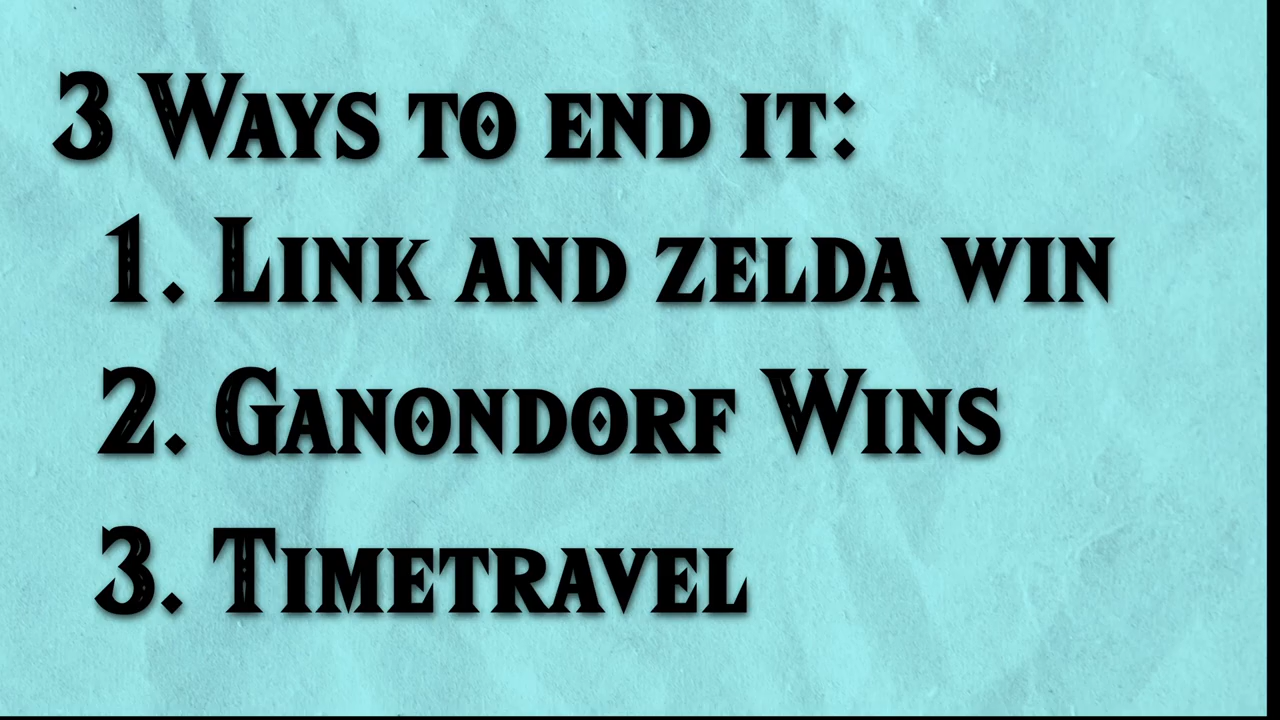 3 Ways to end it:
1. Link and zelda win
2. Ganondorf Wins
3. Timetravel